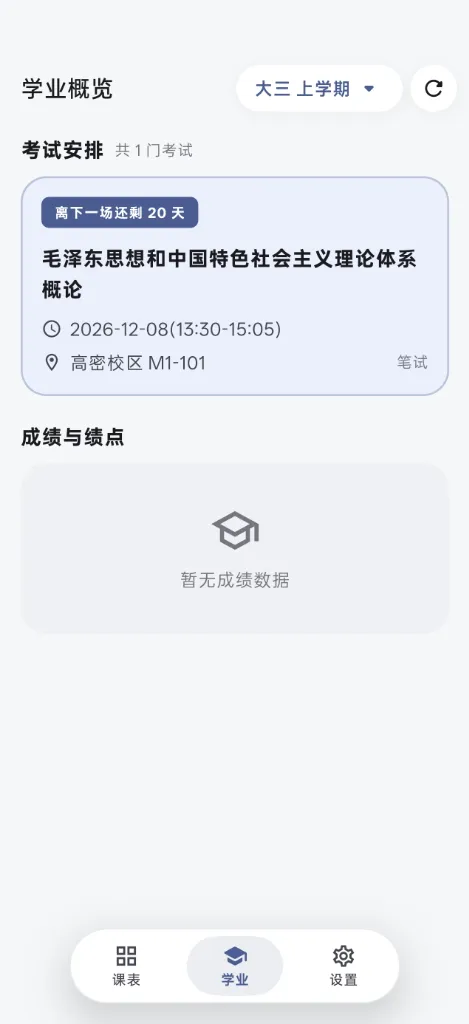 学业概览
大三 上学期
考试安排 共 1 门考试
离下一场还剩 20 天
毛泽东思想和中国特色社会主义理论体系
概论
2026-12-08(13:30-15:05)
高密校区 M1-101
笔试
成绩与绩点
暂无成绩数据
课表
学业
设置